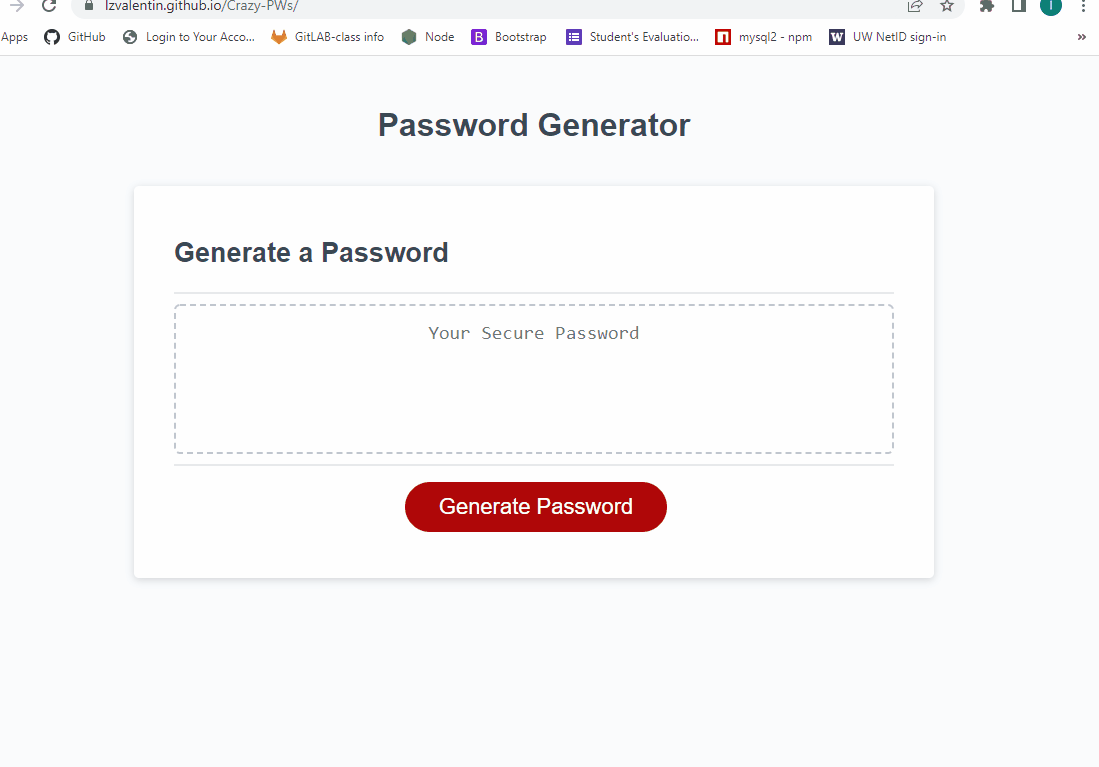 lzvalentin.github.io/Crazy-PWs/
Apps GitHub Login to Your Acco... GitLAB-class info Node B Bootstrap Student's Evaluatio... mysql2 - npm W UW NetID sign-in »
Password Generator
Generate a Password
Your Secure Password
Generate Password